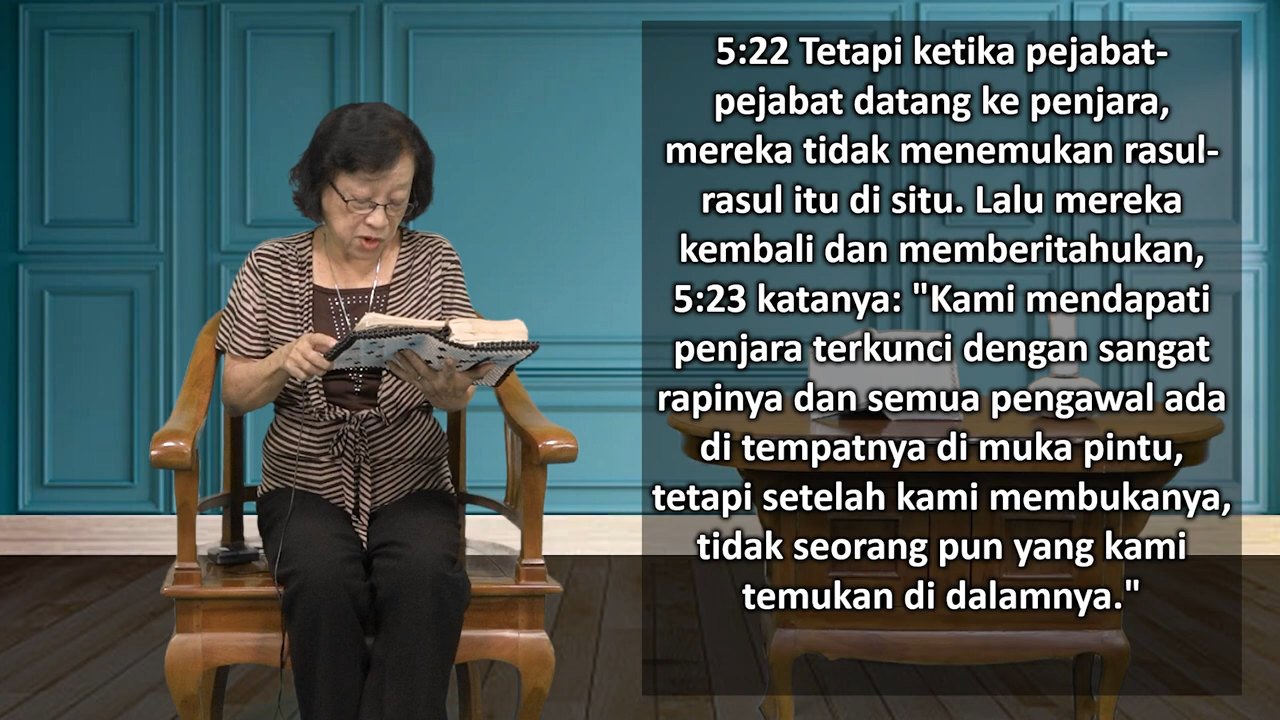 5:22 Tetapi ketika pejabat-
pejabat datang ke penjara,
mereka tidak menemukan rasul-
rasul itu di situ. Lalu mereka
kembali dan memberitahukan,
5:23 katanya: "Kami mendapati
penjara terkunci dengan sangat
rapinya dan semua pengawal ada
di tempatnya di muka pintu,
tetapi setelah kami membukanya,
tidak seorang pun yang kami
temukan di dalamnya."